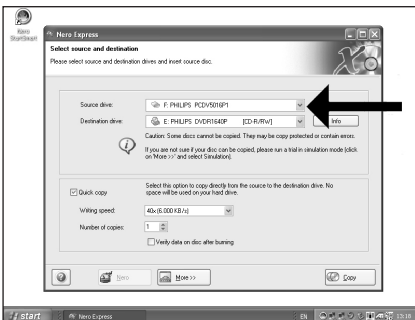 Nero
StartSmart
Nero Express
Select source and destination
Please select source and destination drives and insert source disc.
Source drive:
F: PHILIPS PCDV5016P1
Destination drive:
E: PHILIPS DVDR1640P [CD-R/RW]
Info
Caution: Some discs cannot be copied. They may be copy protected or contain errors.
If you are not sure if your disc can be copied, please run a trial in simulation mode (click
on 'More >>' and select Simulation).
Quick copy
Select this option to copy directly from the source to the destination drive. No
space will be used on your hard drive.
Writing speed:
40x (6.000 KB/s)
Number of copies:
1
Verify data on disc after burning
Nero
More >>
Copy
start
Nero Express
EN
13:18